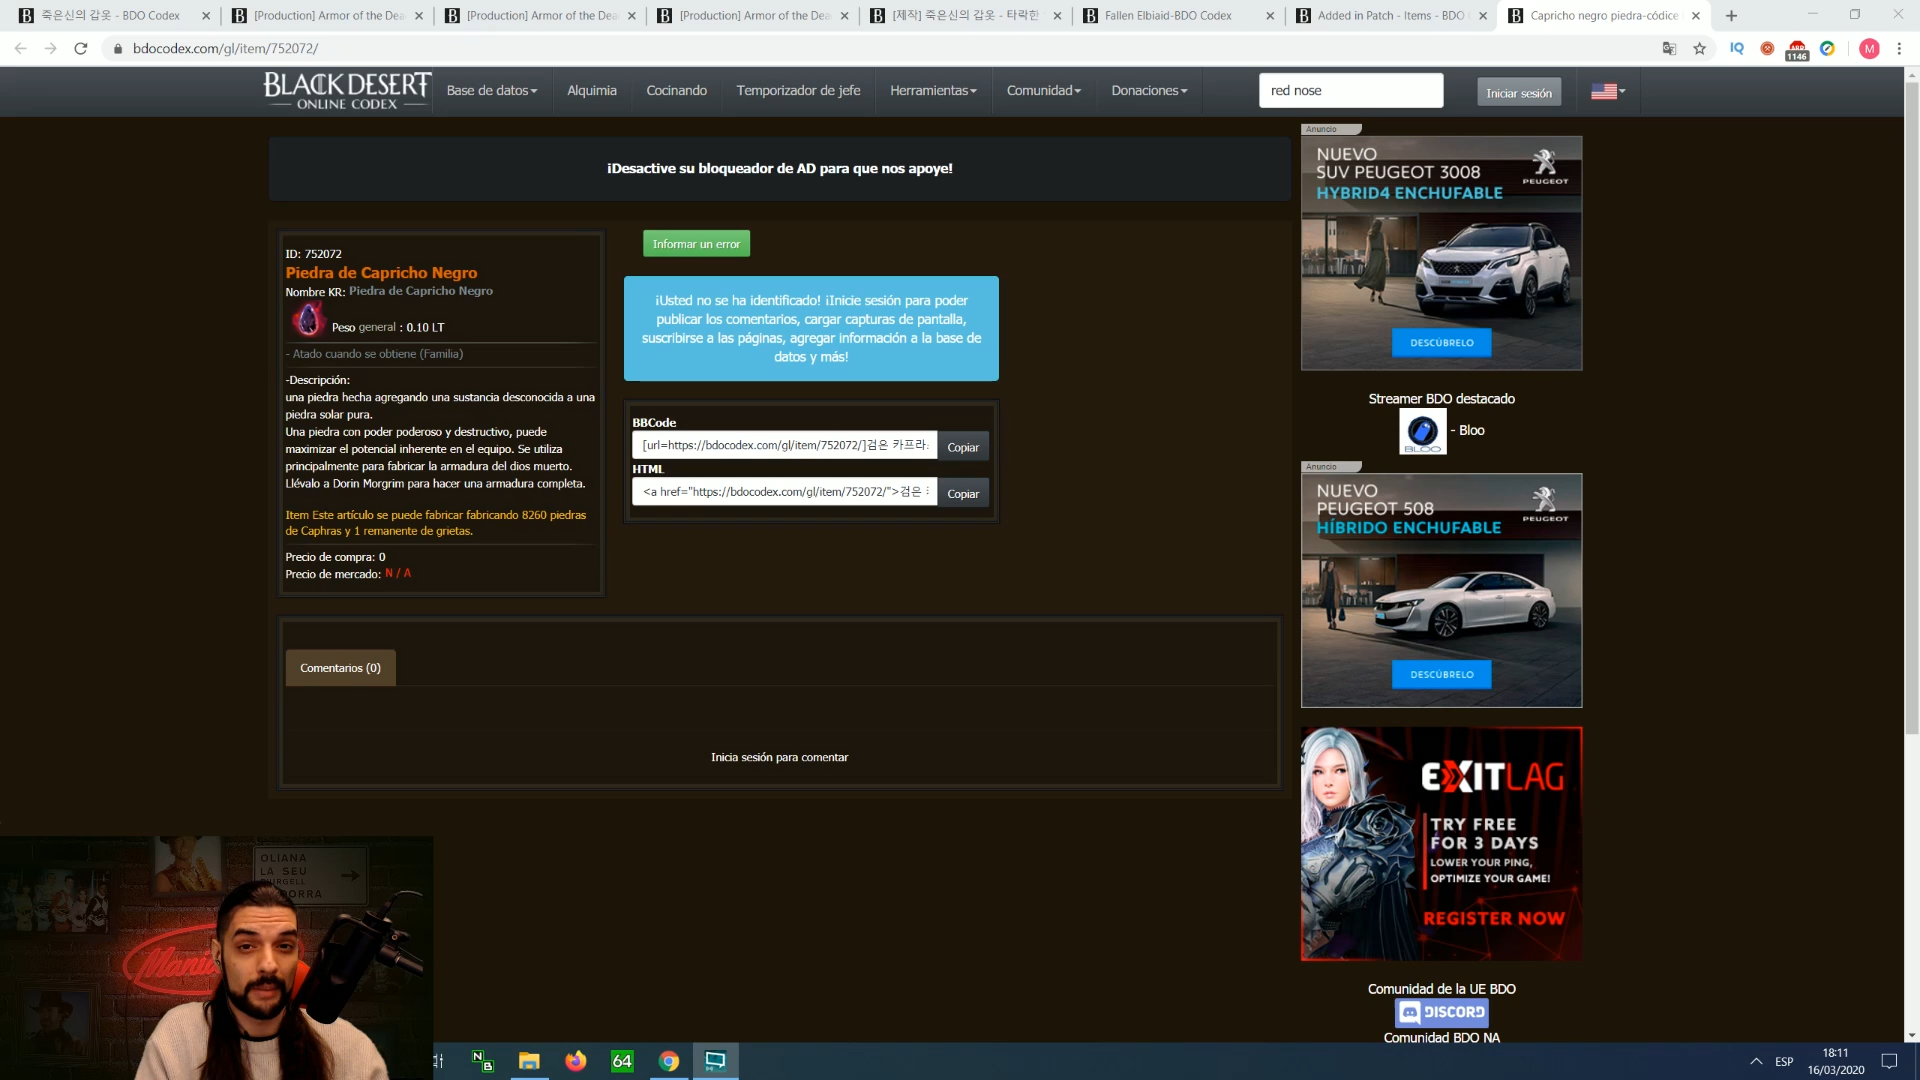 죽은신의 갑옷 - BDO Codex
[Production] Armor of the Dea
[Production] Armor of the Dea
[Production] Armor of the Dea
[제작] 죽은신의 갑옷 - 타락한
Fallen Elbiaid-BDO Codex
Added in Patch - Items - BDO
Capricho negro piedra-códice
bdocodex.com/gl/item/752072/
1146
M
BLACK DESERT
ONLINE CODEX
Base de datos
Alquimia
Cocinando
Temporizador de jefe
Herramientas
Comunidad
Donaciones
red nose
Iniciar sesión
¡Desactive su bloqueador de AD para que nos apoye!
ID: 752072
Piedra de Capricho Negro
Nombre KR: Piedra de Capricho Negro
Peso general : 0.10 LT
- Atado cuando se obtiene (Familia)
-Descripción:
una piedra hecha agregando una sustancia desconocida a una
piedra solar pura.
Una piedra con poder poderoso y destructivo, puede
maximizar el potencial inherente en el equipo. Se utiliza
principalmente para fabricar la armadura del dios muerto.
Llévalo a Dorin Morgrim para hacer una armadura completa.
Item Este artículo se puede fabricar fabricando 8260 piedras
de Caphras y 1 remanente de grietas.
Precio de compra: 0
Precio de mercado: N / A
Informar un error
¡Usted no se ha identificado! ¡Inicie sesión para poder
publicar los comentarios, cargar capturas de pantalla,
suscribirse a las páginas, agregar información a la base de
datos y más!
BBCode
[url=https://bdocodex.com/gl/item/752072/]검은 카프라
Copiar
HTML
<a href="https://bdocodex.com/gl/item/752072/">검은
Copiar
Comentarios (0)
Inicia sesión para comentar
Anuncio
NUEVO
SUV PEUGEOT 3008
HYBRID4 ENCHUFABLE
PEUGEOT
DESCÚBRELO
Streamer BDO destacado
BLOO
- Bloo
Anuncio
NUEVO
PEUGEOT 508
HÍBRIDO ENCHUFABLE
PEUGEOT
DESCÚBRELO
EXITLAG
TRY FREE
FOR 3 DAYS
LOWER YOUR PING,
OPTIMIZE YOUR GAME!
REGISTER NOW
Comunidad de la UE BDO
DISCORD
Comunidad BDO NA
OLIANA
LA SEU
ORRA
64
ESP
18:11
16/03/2020